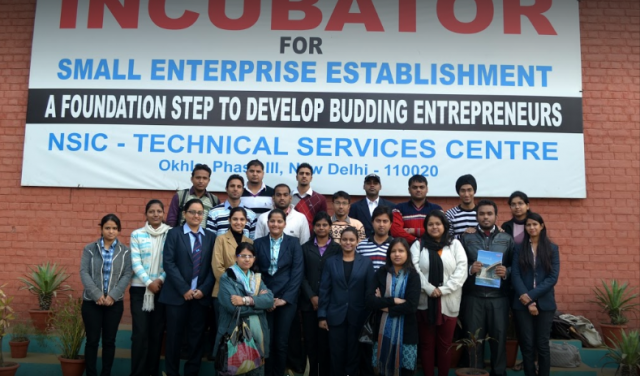 INCUBATOR
FOR
SMALL ENTERPRISE ESTABLISHMENT
A FOUNDATION STEP TO DEVELOP BUDDING ENTREPRENEURS
NSIC - TECHNICAL SERVICES CENTRE
Okhla Phase III, New Delhi - 110020